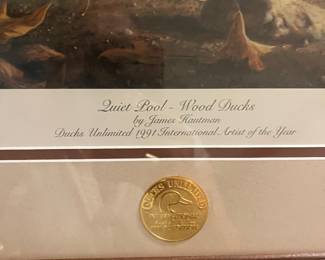 Quiet Pool - Wood Ducks
by James Hautman
Ducks Unlimited 1991 International Artist of the Year
DUCKS UNLIMITED